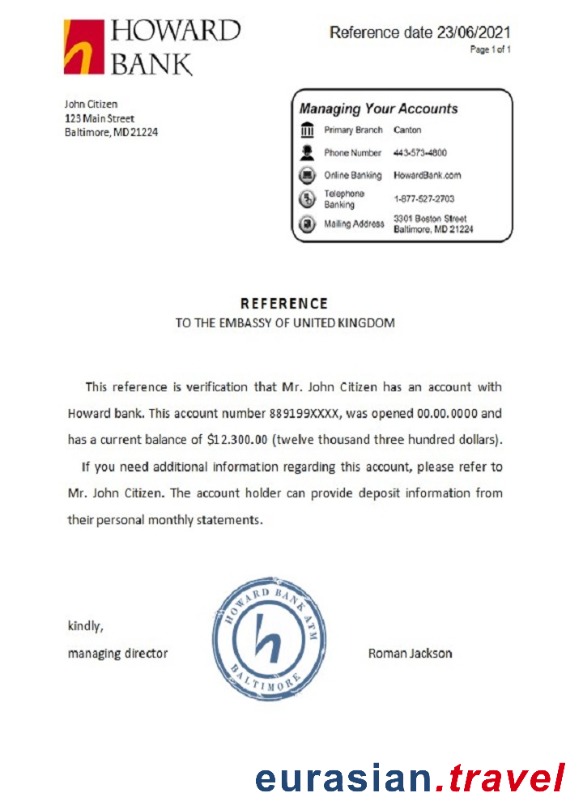 HOWARD
BANK
Reference date 23/06/2021
Page 1 of 1
John Citizen
123 Main Street
Baltimore, MD 21224
Managing Your Accounts
Primary Branch Canton
Phone Number 443-573-4800
Online Banking HowardBank.com
Telephone
Banking 1-877-527-2703
Mailing Address 3301 Boston Street
Baltimore, MD 21224
REFERENCE
TO THE EMBASSY OF UNITED KINGDOM
This reference is verification that Mr. John Citizen has an account with
Howard bank. This account number 889199XXXX, was opened 00.00.0000 and
has a current balance of $12.300.00 (twelve thousand three hundred dollars).
If you need additional information regarding this account, please refer to
Mr. John Citizen. The account holder can provide deposit information from
their personal monthly statements.
kindly,
managing director
HOWARD BANK ATM
BALTIMORE
Roman Jackson
eurasian.travel